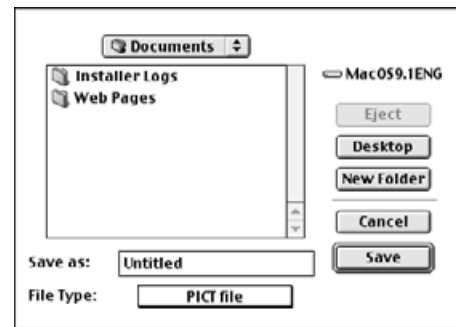 Documents
Installer Logs
Web Pages
MacOS9.1ENG
Eject
Desktop
New Folder
Cancel
Save
Save as: Untitled
File Type: PICT file